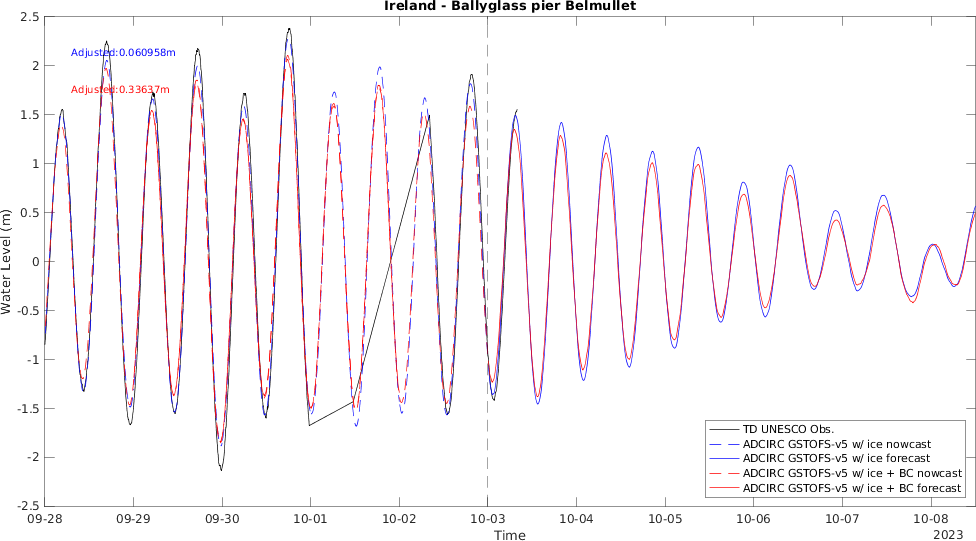 Ireland - Ballyglass pier Belmullet
2.5
2
1.5
1
0.5
0
-0.5
-1
-1.5
-2
-2.5
Water Level (m)
Adjusted:0.060958m
Adjusted:0.33637m
TD UNESCO Obs.
ADCIRC GSTOFS-v5 w/ ice nowcast
ADCIRC GSTOFS-v5 w/ ice forecast
ADCIRC GSTOFS-v5 w/ ice + BC nowcast
ADCIRC GSTOFS-v5 w/ ice + BC forecast
09-28 09-29 09-30 10-01 10-02 10-03 10-04 10-05 10-06 10-07 10-08
Time
2023